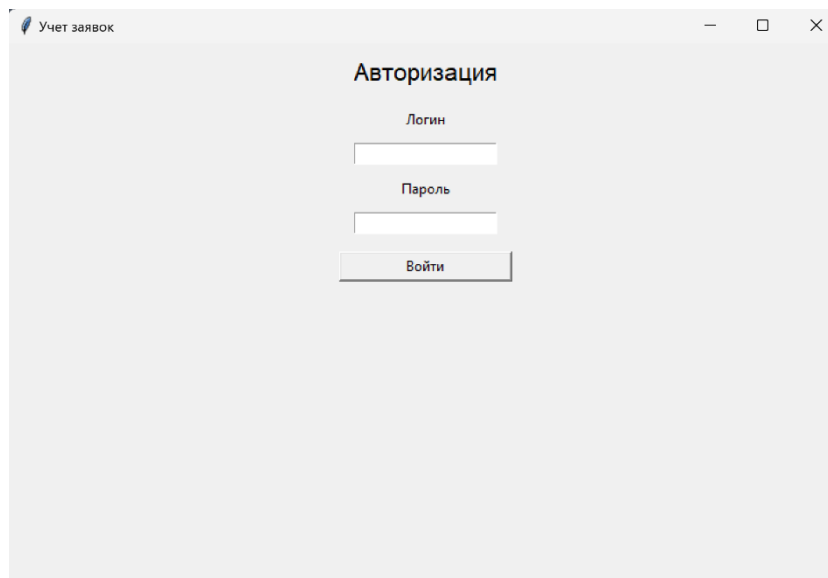 Учет заявок
Авторизация
Логин
Пароль
Войти